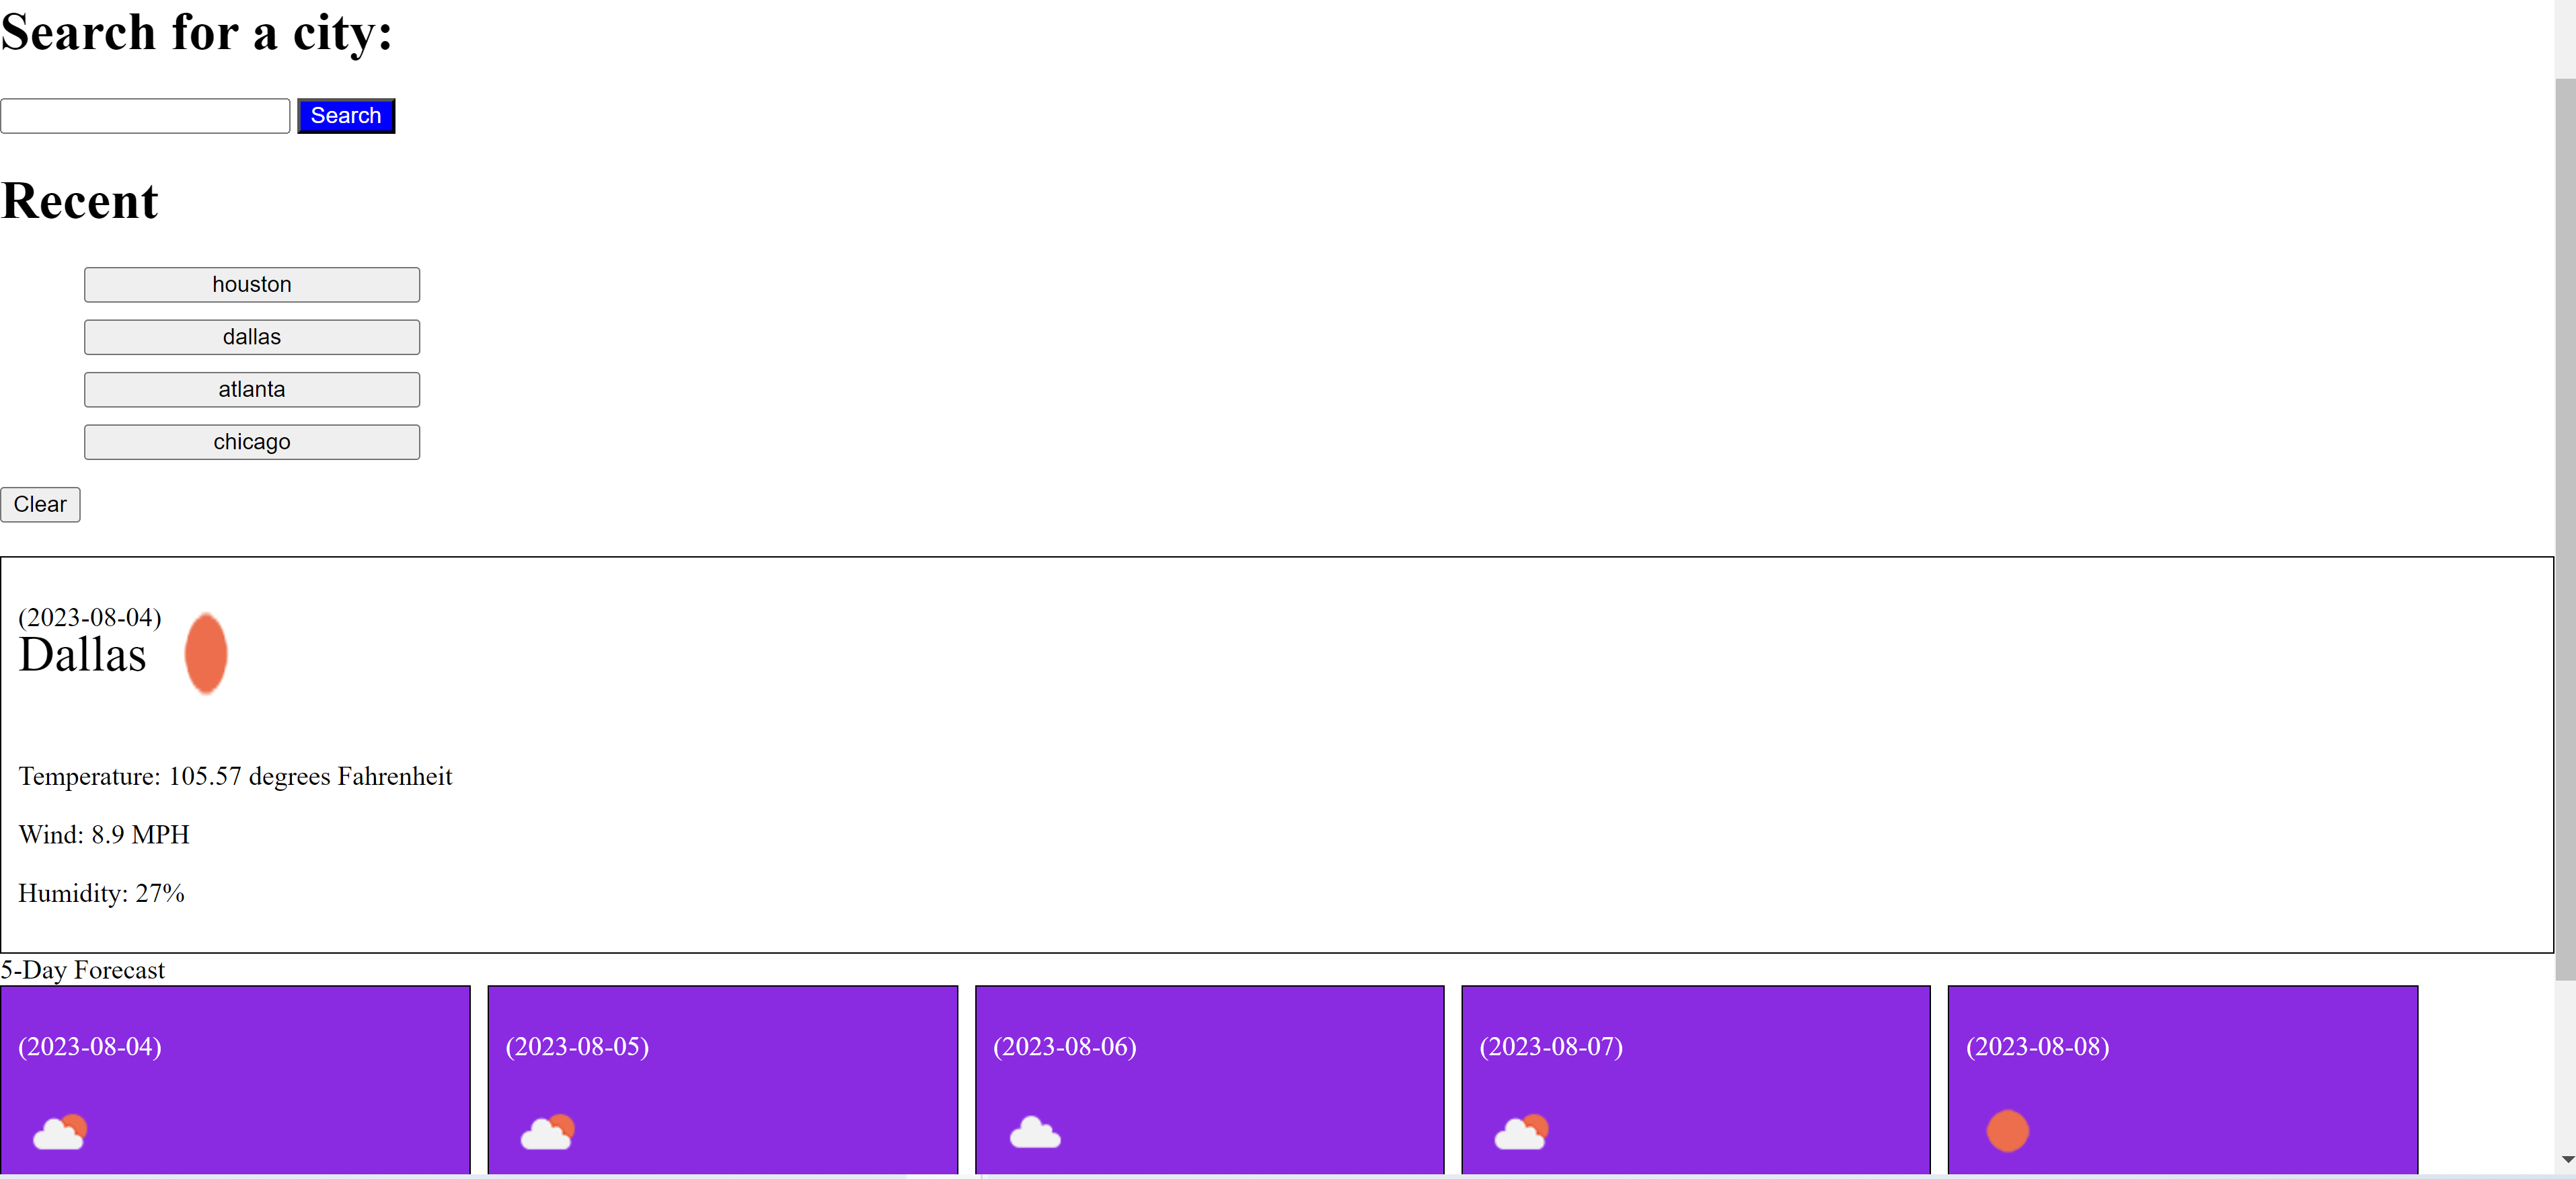 Search for a city:
Search
Recent
houston
dallas
atlanta
chicago
Clear
(2023-08-04)
Dallas
Temperature: 105.57 degrees Fahrenheit
Wind: 8.9 MPH
Humidity: 27%
5-Day Forecast
(2023-08-04) (2023-08-05) (2023-08-06) (2023-08-07) (2023-08-08)